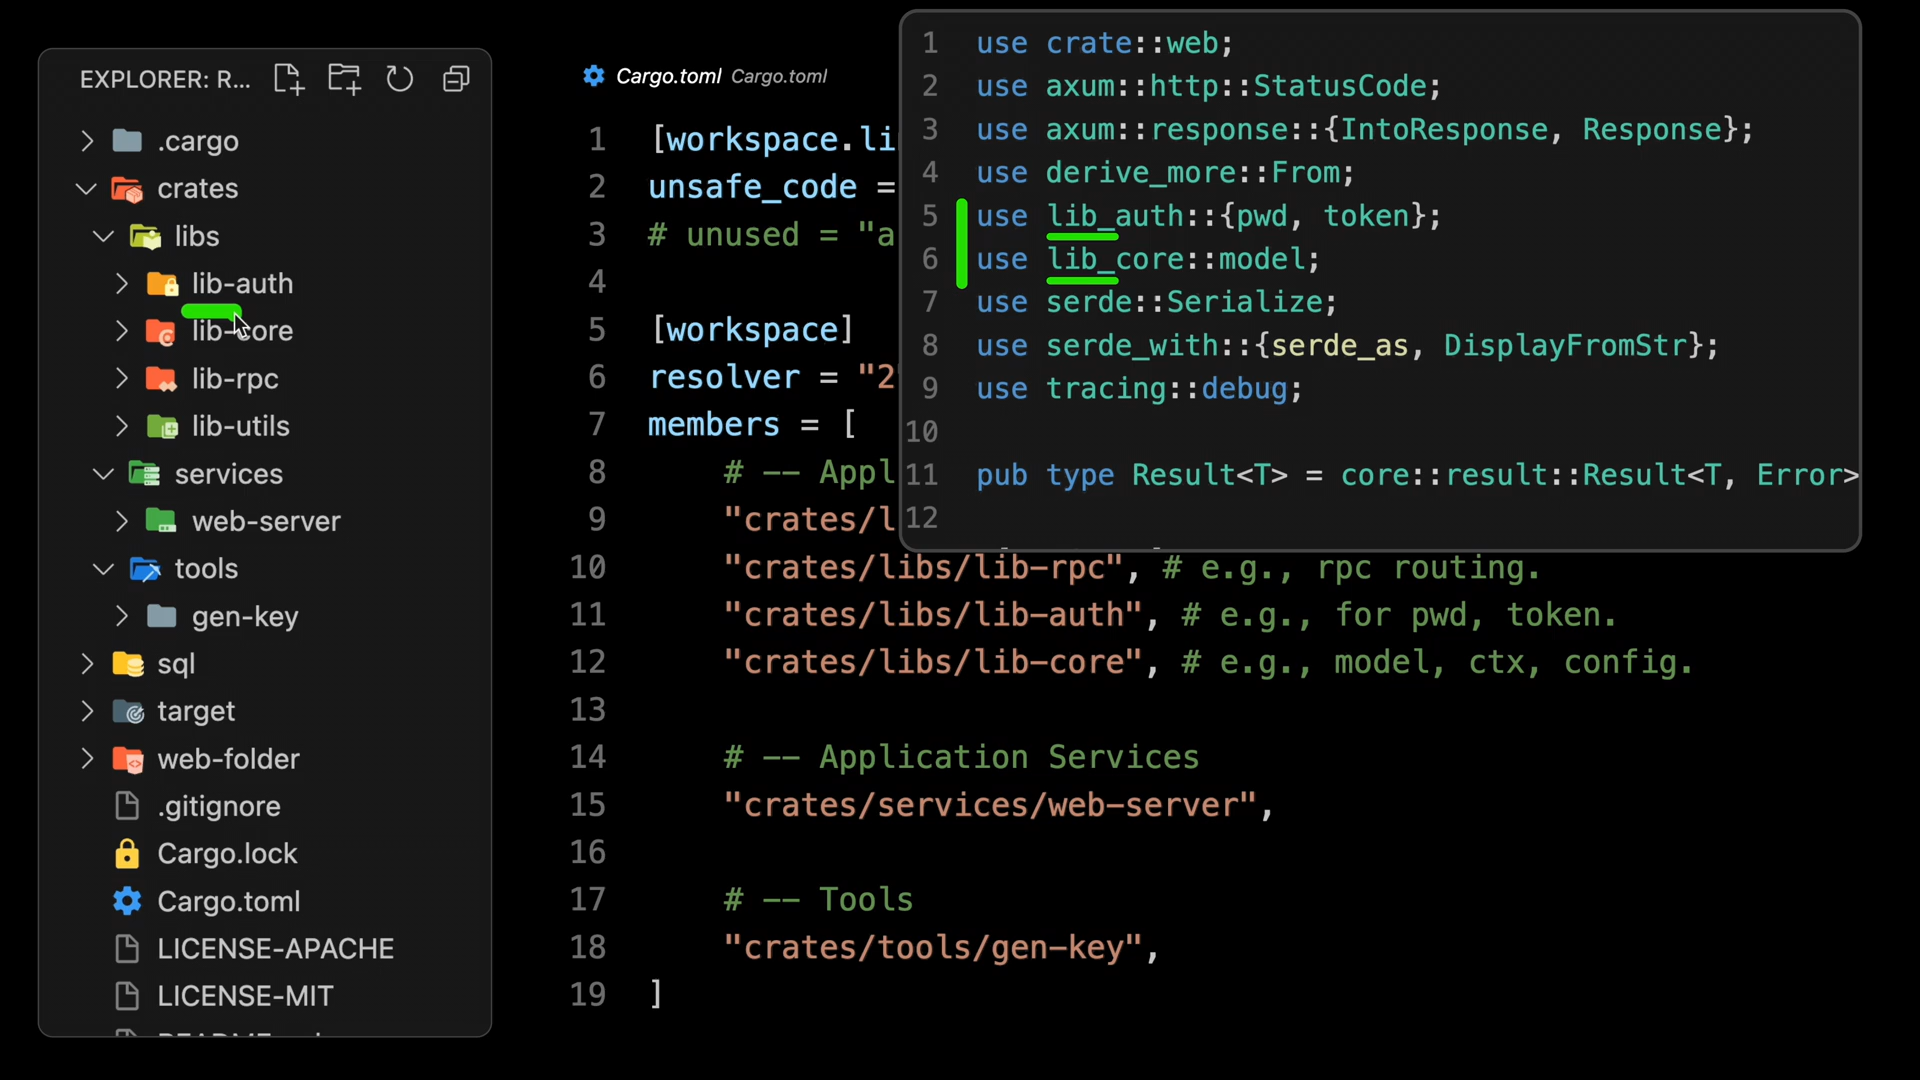 EXPLORER: R...
.cargo
crates
libs
lib-auth
lib-core
lib-rpc
lib-utils
services
web-server
tools
gen-key
sql
target
web-folder
.gitignore
Cargo.lock
Cargo.toml
LICENSE-APACHE
LICENSE-MIT
Cargo.toml Cargo.toml
1 [workspace.li
2 unsafe_code =
3 # unused = "a
4
5 [workspace]
6 resolver = "2
7 members = [
8 # -- Appl
9 "crates/l
10 "crates/libs/lib-rpc", # e.g., rpc routing.
11 "crates/libs/lib-auth", # e.g., for pwd, token.
12 "crates/libs/lib-core", # e.g., model, ctx, config.
13
14 # -- Application Services
15 "crates/services/web-server",
16
17 # -- Tools
18 "crates/tools/gen-key",
19 ]
1 use crate::web;
2 use axum::http::StatusCode;
3 use axum::response::{IntoResponse, Response};
4 use derive_more::From;
5 use lib_auth::{pwd, token};
6 use lib_core::model;
7 use serde::Serialize;
8 use serde_with::{serde_as, DisplayFromStr};
9 use tracing::debug;
10
11 pub type Result<T> = core::result::Result<T, Error>
12